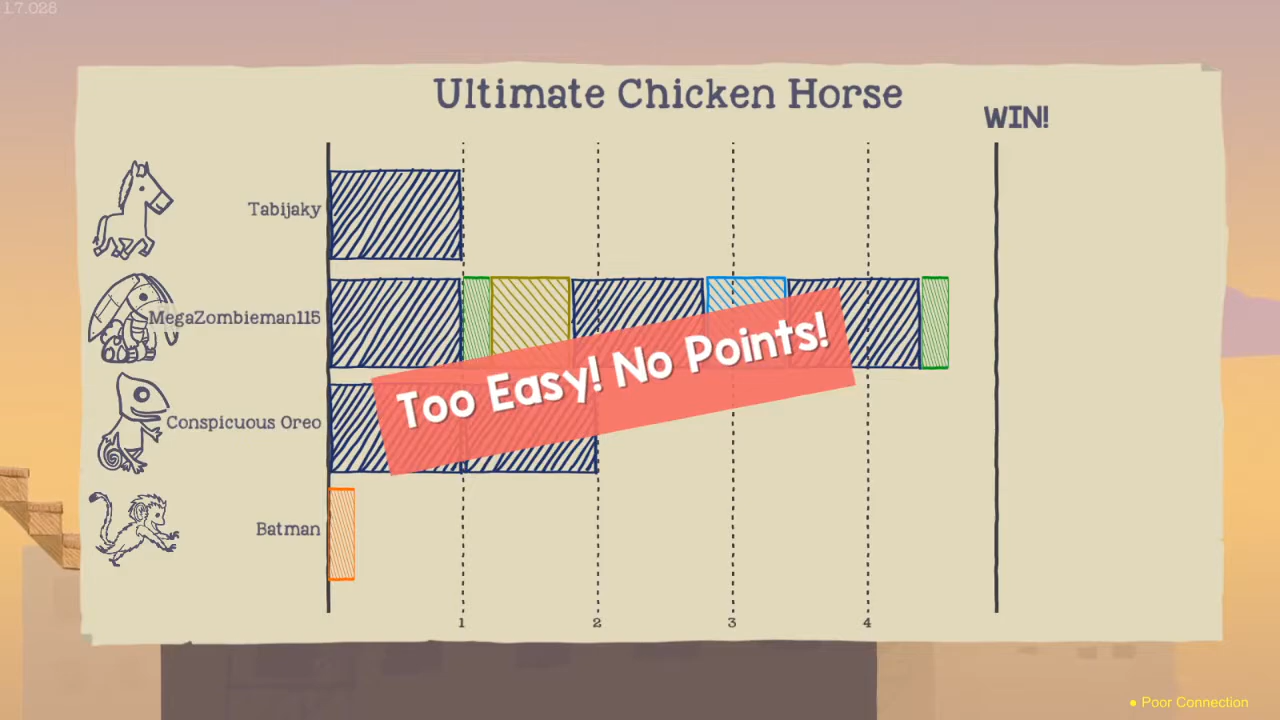 1.7.028
Ultimate Chicken Horse
WIN!
Tabijaky
MegaZombieman115
Too Easy! No Points!
Conspicuous Oreo
Batman
1 2 3 4
Poor Connection